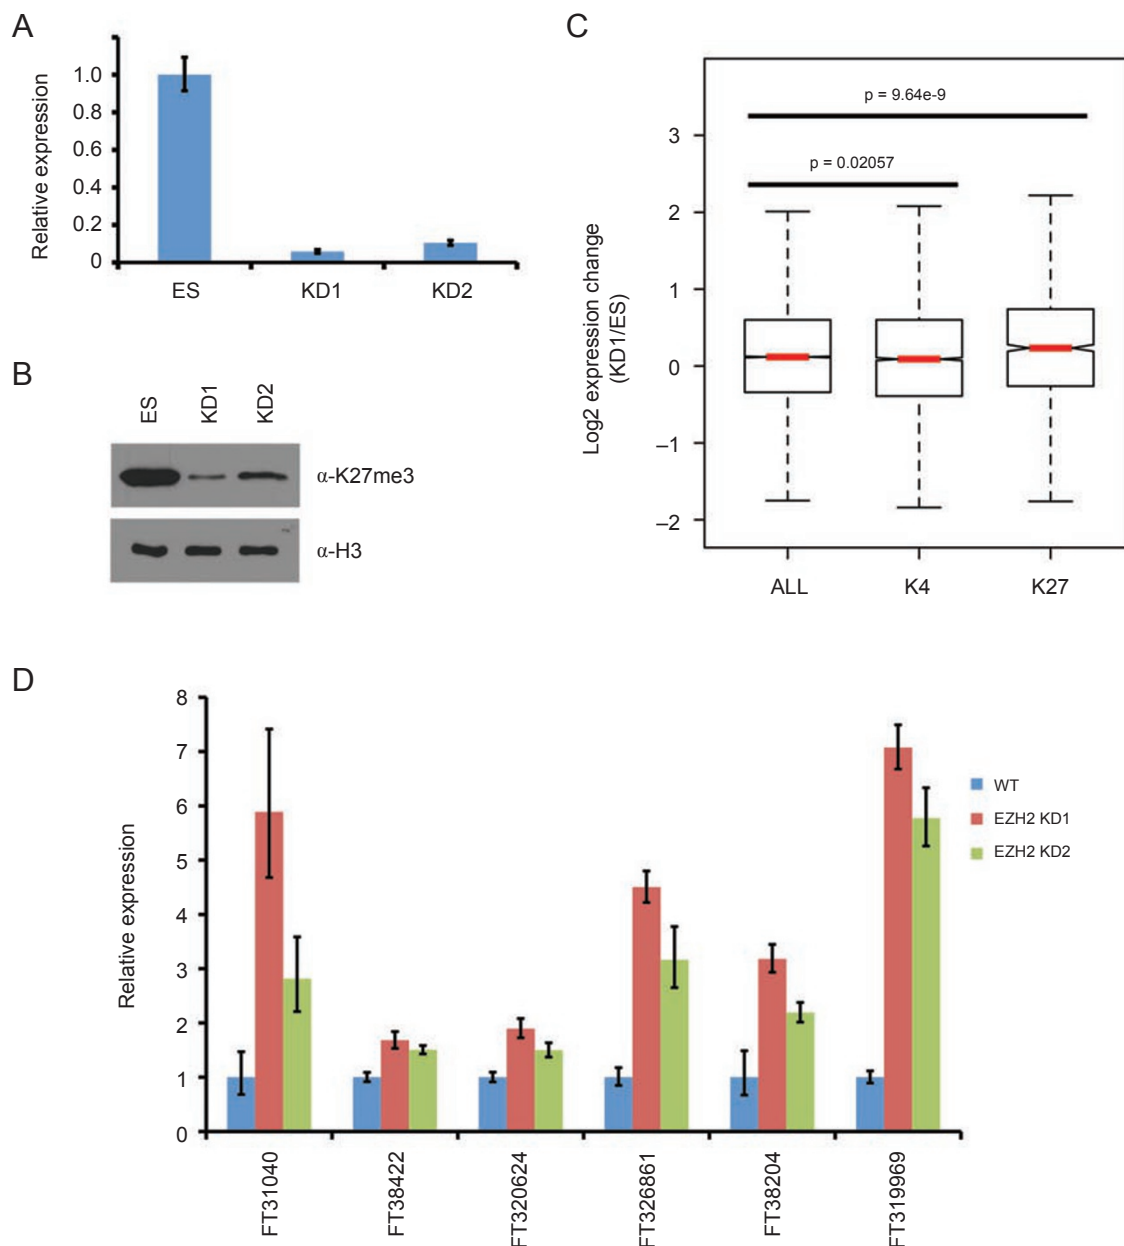 A
Relative expression
1.0
0.8
0.6
0.4
0.2
0
ES
KD1
KD2
B
ES
KD1
KD2
α-K27me3
α-H3
C
Log2 expression change
(KD1/ES)
p = 9.64e-9
p = 0.02057
3
2
1
0
–1
–2
ALL
K4
K27
D
Relative expression
8
7
6
5
4
3
2
1
0
WT
EZH2 KD1
EZH2 KD2
FT31040
FT38422
FT320624
FT326861
FT38204
FT319969